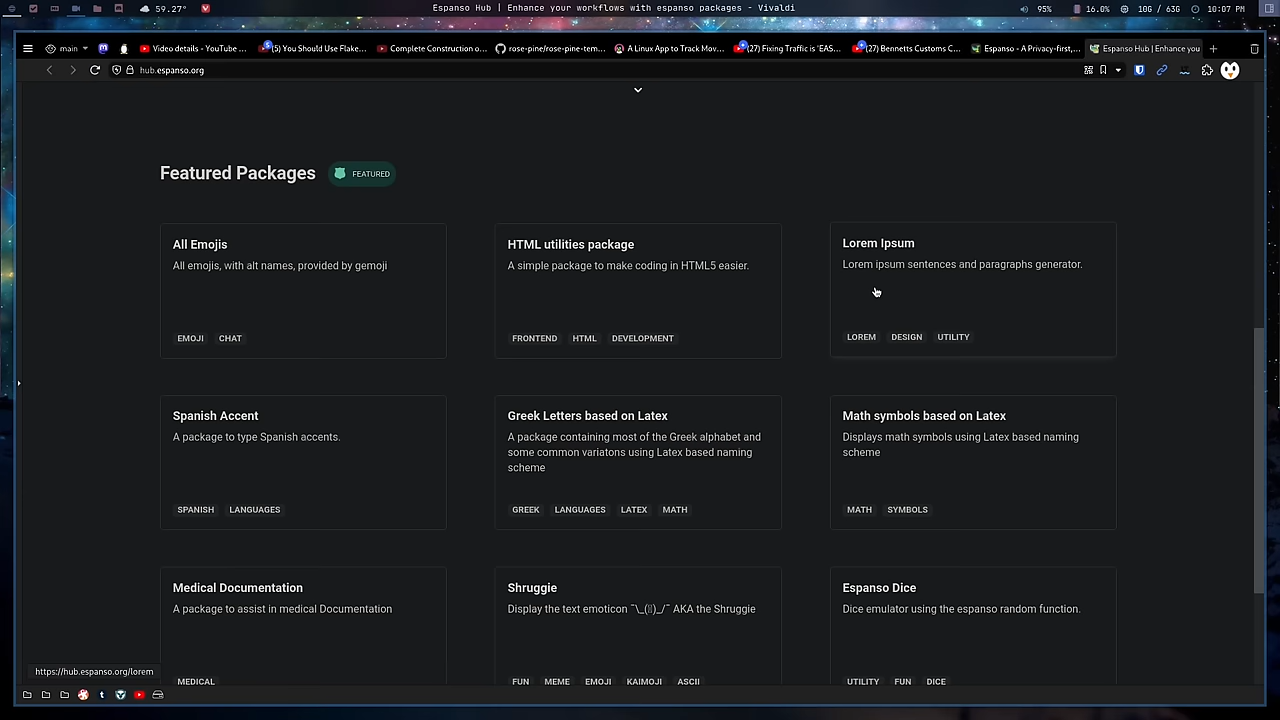 59.27°
Espanso Hub | Enhance your workflows with espanso packages - Vivaldi
95%
16.0%
10G / 63G
10:07 PM
main
Video details - YouTube ...
(5) You Should Use Flake...
Complete Construction o...
rose-pine/rose-pine-tem...
A Linux App to Track Mov...
(27) Fixing Traffic is 'EAS...
(27) Bennetts Customs C...
Espanso - A Privacy-first,...
Espanso Hub | Enhance you
hub.espanso.org
Featured Packages
FEATURED
All Emojis
All emojis, with alt names, provided by gemoji
EMOJI CHAT
HTML utilities package
A simple package to make coding in HTML5 easier.
FRONTEND HTML DEVELOPMENT
Lorem Ipsum
Lorem ipsum sentences and paragraphs generator.
LOREM DESIGN UTILITY
Spanish Accent
A package to type Spanish accents.
SPANISH LANGUAGES
Greek Letters based on Latex
A package containing most of the Greek alphabet and
some common variatons using Latex based naming
scheme
GREEK LANGUAGES LATEX MATH
Math symbols based on Latex
Displays math symbols using Latex based naming
scheme
MATH SYMBOLS
Medical Documentation
A package to assist in medical Documentation
MEDICAL
Shruggie
Display the text emoticon ¯\_(▯)_/¯ AKA the Shruggie
FUN MEME EMOJI KAIMOJI ASCII
Espanso Dice
Dice emulator using the espanso random function.
UTILITY FUN DICE
https://hub.espanso.org/lorem